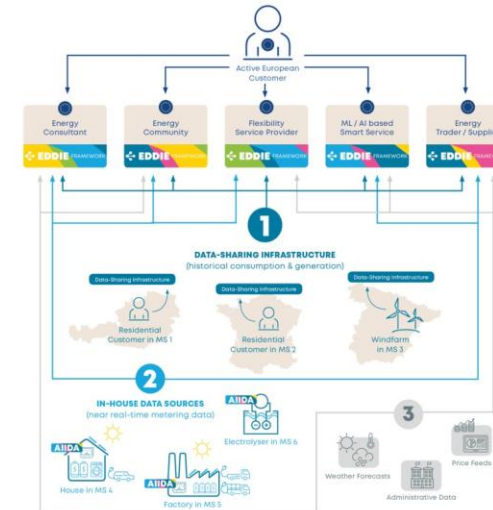 Active European
Customer
Energy
Consultant
Energy
Community
Flexibility
Service Provider
ML / AI based
Smart Service
Energy
Trader / Supplie
EDDIE FRAMEWORK
EDDIE FRAMEWORK
EDDIE FRAMEWORK
EDDIE FRAMEWORK
EDDIE FRAMEW
1
DATA-SHARING INFRASTRUCTURE
(historical consumption & generation)
Data-Sharing Infrastructure
Data-Sharing Infrastructure
Data-Sharing Infrastructure
Residential
Customer in MS 1
Residential
Customer in MS 2
Windfarm
in MS 3
2
IN-HOUSE DATA SOURCES
(near real-time metering data)
AIIDA
Electrolyser in MS 6
AIIDA
House in MS 4
AIIDA
Factory in MS 5
3
Weather Forecasts
Price Feeds
Administrative Data